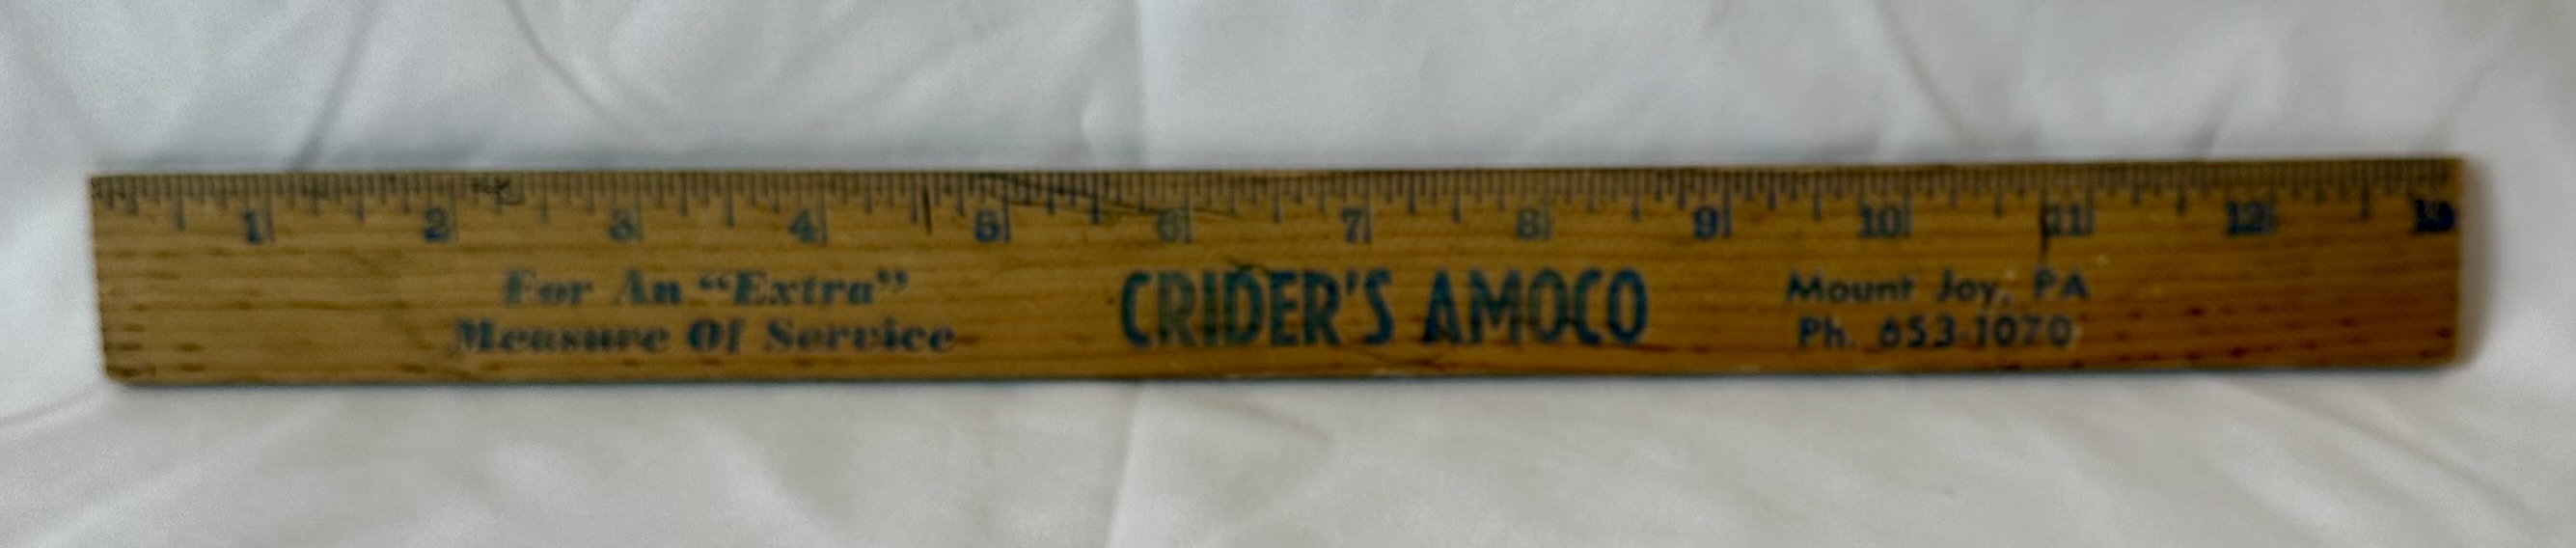 1 2 3 4 5 6 7 8 9 10 11 12 13
For An "Extra"
Measure Of Service
CRIDER'S AMOCO
Mount Joy, PA
Ph. 653-1070